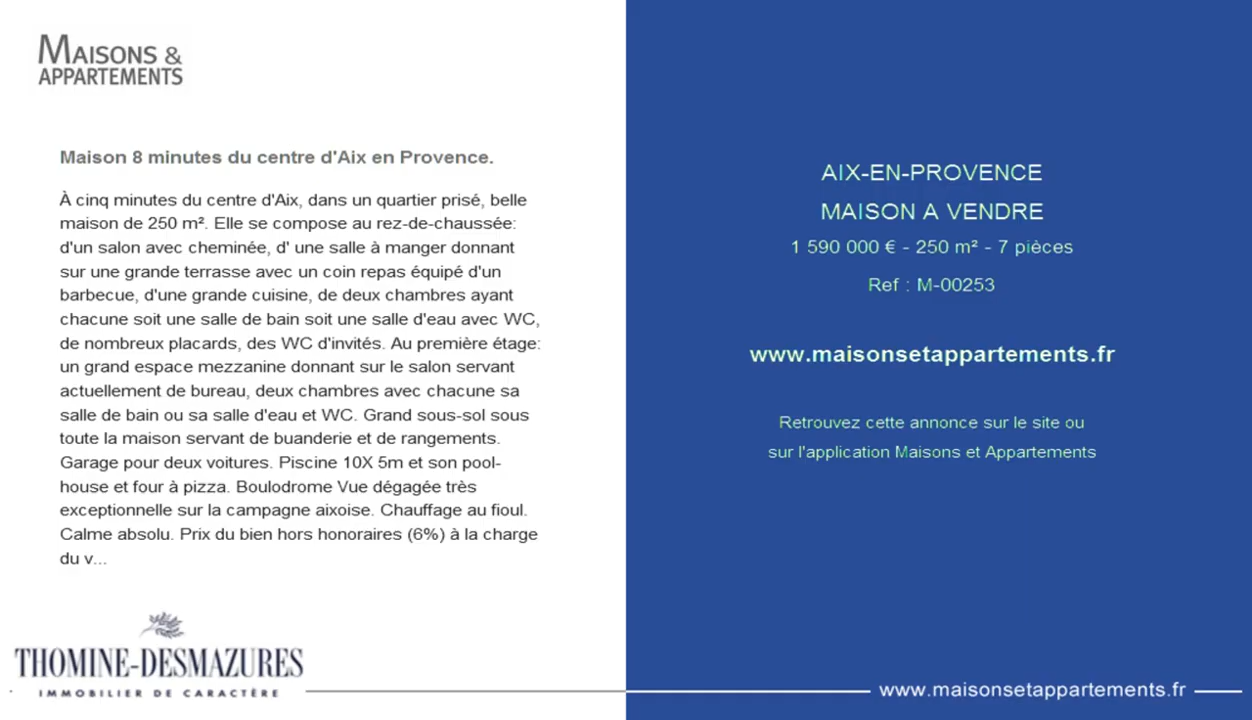 MAISONS &
APPARTEMENTS
Maison 8 minutes du centre d'Aix en Provence.
À cinq minutes du centre d'Aix, dans un quartier prisé, belle
maison de 250 m². Elle se compose au rez-de-chaussée:
d'un salon avec cheminée, d' une salle à manger donnant
sur une grande terrasse avec un coin repas équipé d'un
barbecue, d'une grande cuisine, de deux chambres ayant
chacune soit une salle de bain soit une salle d'eau avec WC,
de nombreux placards, des WC d'invités. Au première étage:
un grand espace mezzanine donnant sur le salon servant
actuellement de bureau, deux chambres avec chacune sa
salle de bain ou sa salle d'eau et WC. Grand sous-sol sous
toute la maison servant de buanderie et de rangements.
Garage pour deux voitures. Piscine 10X 5m et son pool-
house et four à pizza. Boulodrome Vue dégagée très
exceptionnelle sur la campagne aixoise. Chauffage au fioul.
Calme absolu. Prix du bien hors honoraires (6%) à la charge
du v...
THOMINE-DESMAZURES
IMMOBILIER DE CARACTÈRE
AIX-EN-PROVENCE
MAISON A VENDRE
1 590 000 € - 250 m² - 7 pièces
Ref : M-00253
www.maisonsetappartements.fr
Retrouvez cette annonce sur le site ou
sur l'application Maisons et Appartements
www.maisonsetappartements.fr